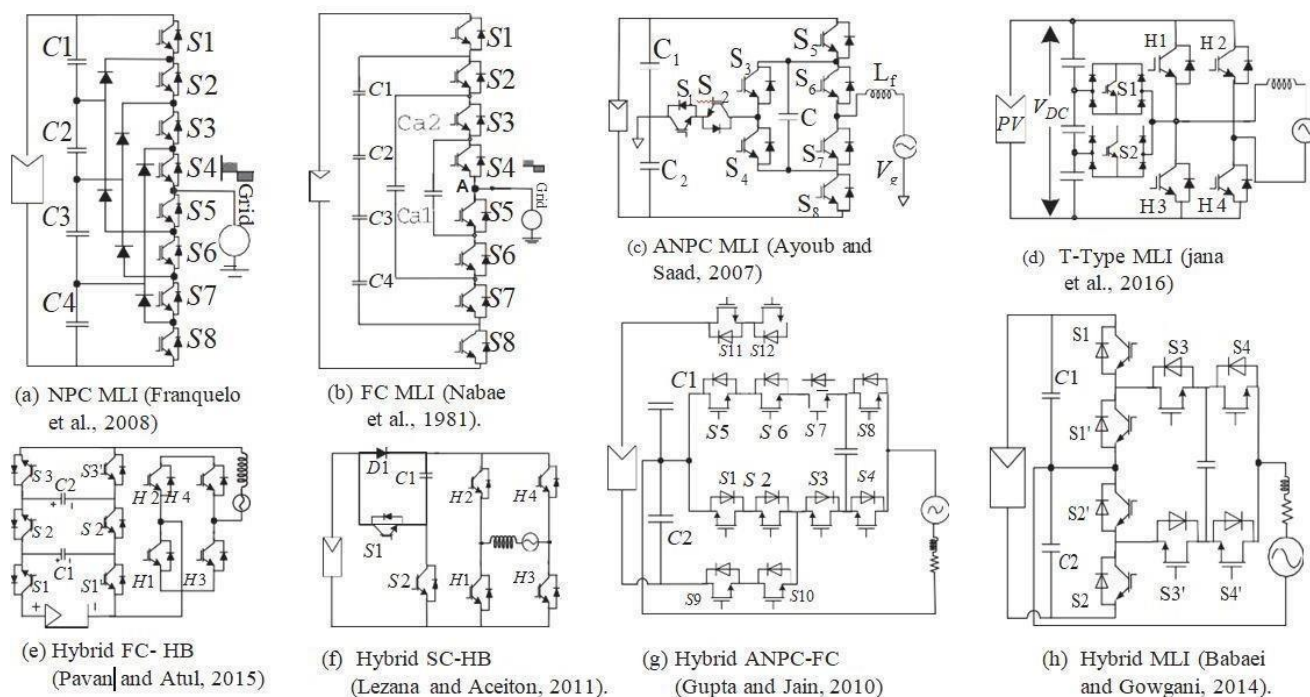 C1
C2
C3
C4
S1
S2
S3
S4
S5
S6
S7
S8
Grid
(a) NPC MLI (Franquelo
et al., 2008)
C1
C2
C3
C4
Ca2
Ca1
A
S1
S2
S3
S4
S5
S6
S7
S8
Grid
(b) FC MLI (Nabae
et al., 1981).
C1
C2
S1
S2
S3
S4
C
S5
S6
S7
S8
Lf
Vg
(c) ANPC MLI (Ayoub and
Saad, 2007)
PV
VDC
S1
S2
H1
H2
H3
H4
(d) T-Type MLI (jana
et al., 2016)
S3
S3'
C2
S2
S2
+ C1 -
S1
S1'
+ -
H2
H4
H1
H3
(e) Hybrid FC- HB
(Pavan and Atul, 2015)
D1
C1
S1
S2
H2
H4
H1
H3
(f) Hybrid SC-HB
(Lezana and Aceiton, 2011).
S11 S12
C1
S5 S6 S7 S8
S1 S2 S3 S4
C2
S9 S10
(g) Hybrid ANPC-FC
(Gupta and Jain, 2010)
S1
S3 S4
C1
S1'
S2'
C2
S2
S3' S4'
(h) Hybrid MLI (Babaei
and Gowgani, 2014).